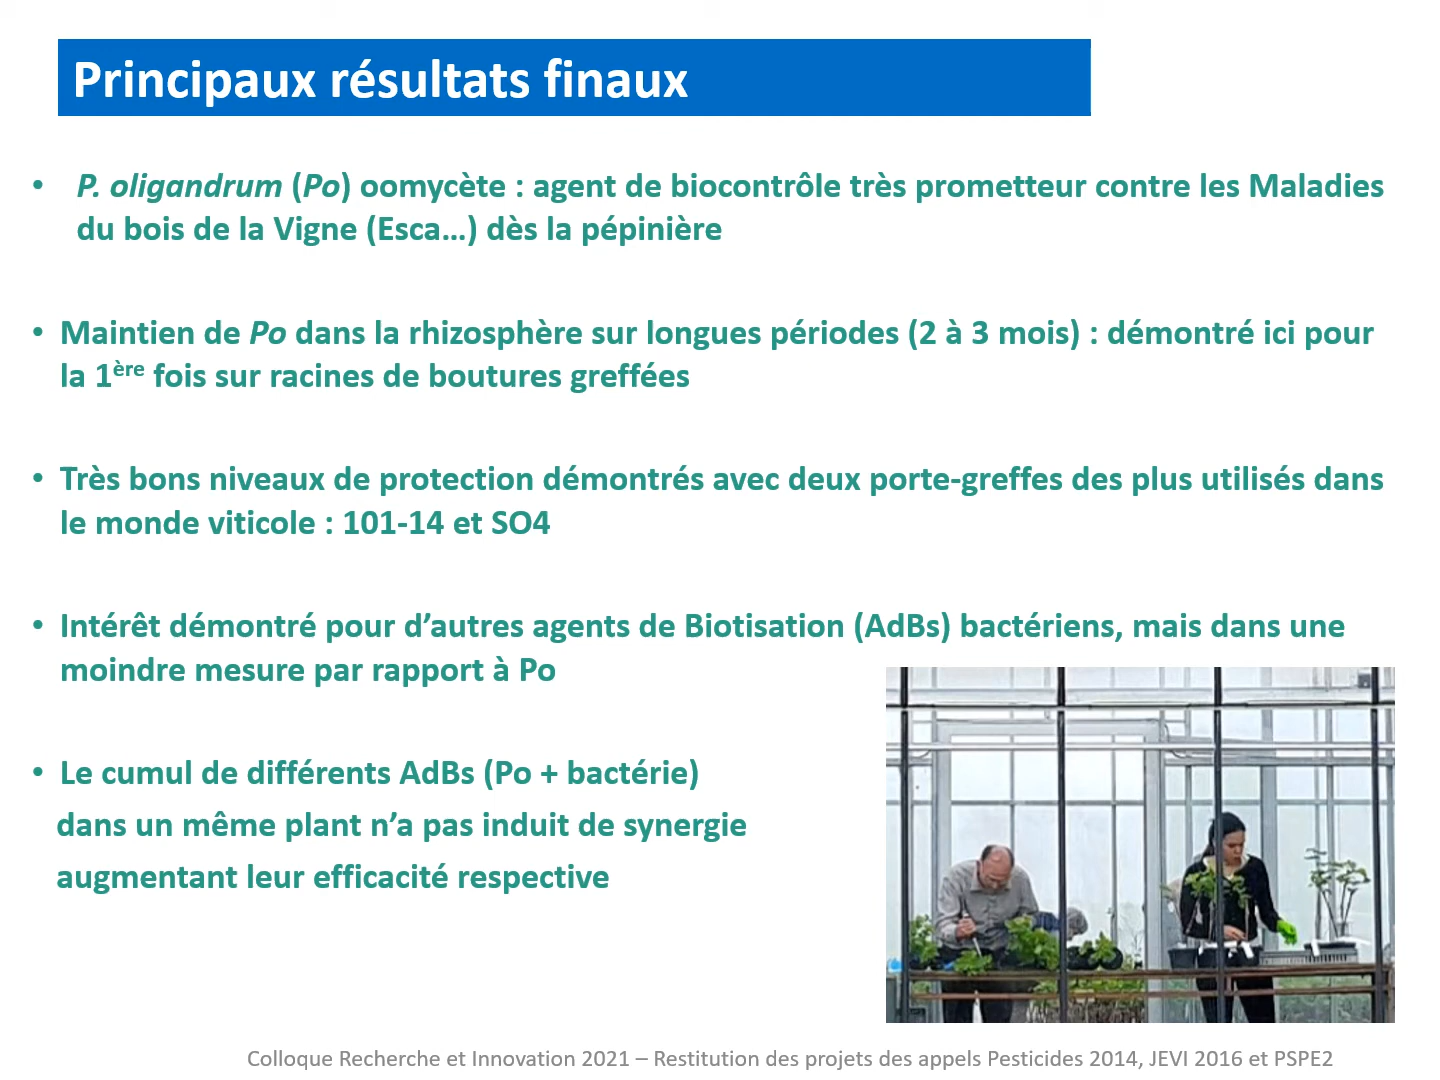 Principaux résultats finaux
• P. oligandrum (Po) oomycète : agent de biocontrôle très prometteur contre les Maladies
du bois de la Vigne (Esca…) dès la pépinière
• Maintien de Po dans la rhizosphère sur longues périodes (2 à 3 mois) : démontré ici pour
la 1ère fois sur racines de boutures greffées
• Très bons niveaux de protection démontrés avec deux porte-greffes des plus utilisés dans
le monde viticole : 101-14 et SO4
• Intérêt démontré pour d’autres agents de Biotisation (AdBs) bactériens, mais dans une
moindre mesure par rapport à Po
• Le cumul de différents AdBs (Po + bactérie)
dans un même plant n’a pas induit de synergie
augmentant leur efficacité respective
Colloque Recherche et Innovation 2021 – Restitution des projets des appels Pesticides 2014, JEVI 2016 et PSPE2